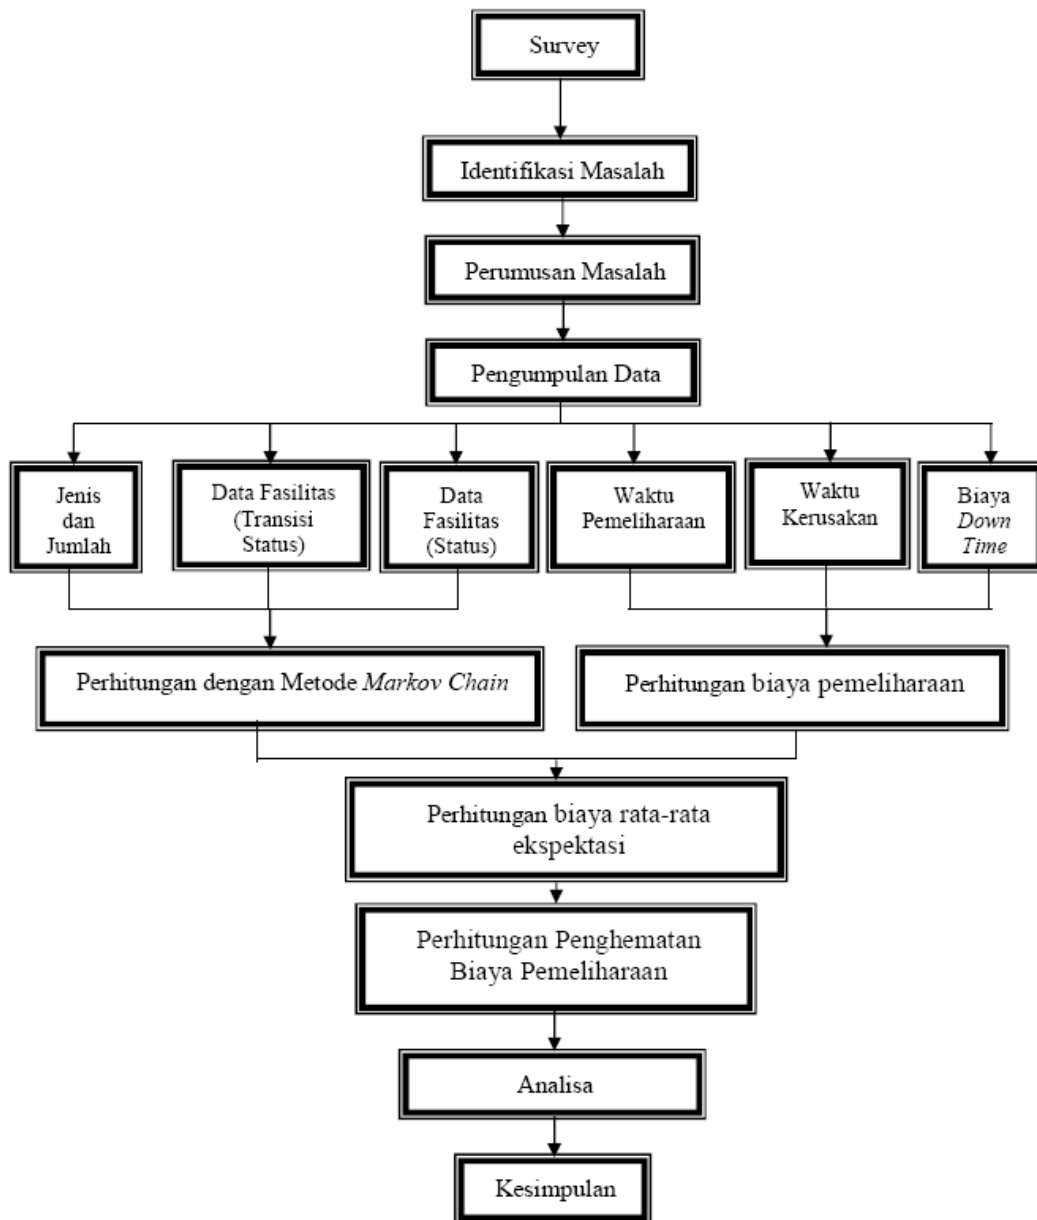 Survey
Identifikasi Masalah
Perumusan Masalah
Pengumpulan Data
Jenis
dan
Jumlah
Data Fasilitas
(Transisi
Status)
Data
Fasilitas
(Status)
Waktu
Pemeliharaan
Waktu
Kerusakan
Biaya
Down
Time
Perhitungan dengan Metode Markov Chain
Perhitungan biaya pemeliharaan
Perhitungan biaya rata-rata
ekspektasi
Perhitungan Penghematan
Biaya Pemeliharaan
Analisa
Kesimpulan